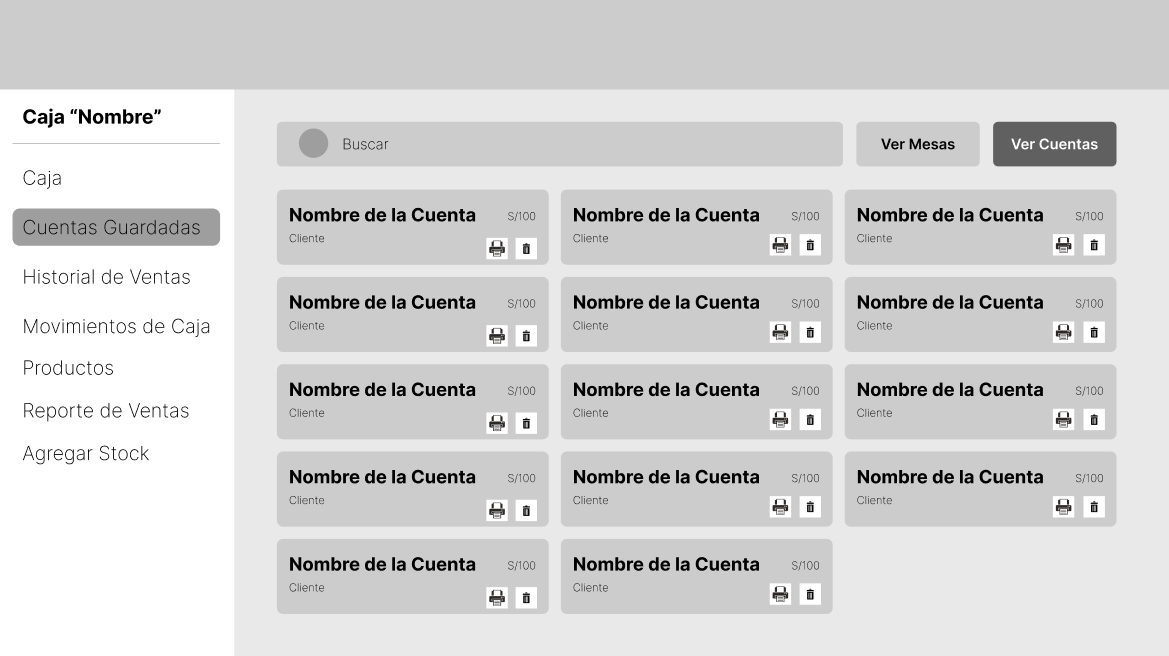 Caja “Nombre”
Caja
Cuentas Guardadas
Historial de Ventas
Movimientos de Caja
Productos
Reporte de Ventas
Agregar Stock
Buscar
Ver Mesas
Ver Cuentas
Nombre de la Cuenta S/100
Cliente
Nombre de la Cuenta S/100
Cliente
Nombre de la Cuenta S/100
Cliente
Nombre de la Cuenta S/100
Cliente
Nombre de la Cuenta S/100
Cliente
Nombre de la Cuenta S/100
Cliente
Nombre de la Cuenta S/100
Cliente
Nombre de la Cuenta S/100
Cliente
Nombre de la Cuenta S/100
Cliente
Nombre de la Cuenta S/100
Cliente
Nombre de la Cuenta S/100
Cliente
Nombre de la Cuenta S/100
Cliente
Nombre de la Cuenta S/100
Cliente
Nombre de la Cuenta S/100
Cliente